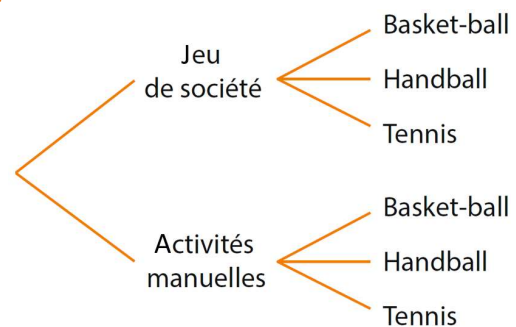 Jeu
de société
Basket-ball
Handball
Tennis
Activités
manuelles
Basket-ball
Handball
Tennis